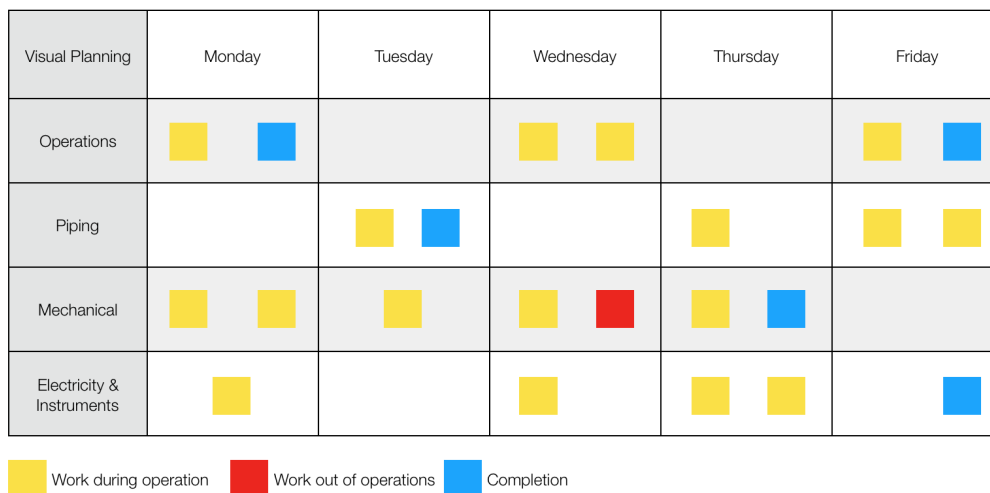 Visual Planning
Monday
Tuesday
Wednesday
Thursday
Friday
Operations
Piping
Mechanical
Electricity &
Instruments
Work during operation
Work out of operations
Completion